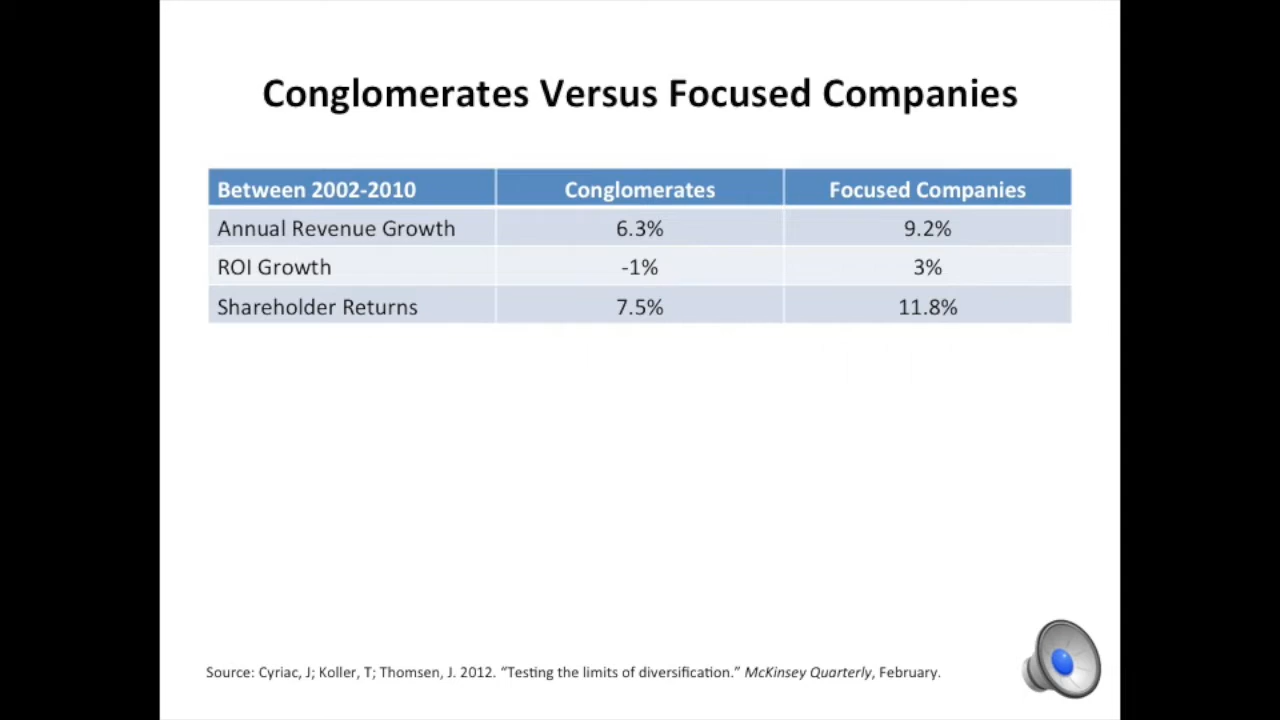 Conglomerates Versus Focused Companies
Between 2002-2010 Conglomerates Focused Companies
Annual Revenue Growth 6.3% 9.2%
ROI Growth -1% 3%
Shareholder Returns 7.5% 11.8%
Source: Cyriac, J; Koller, T; Thomsen, J. 2012. “Testing the limits of diversification.” McKinsey Quarterly, February.